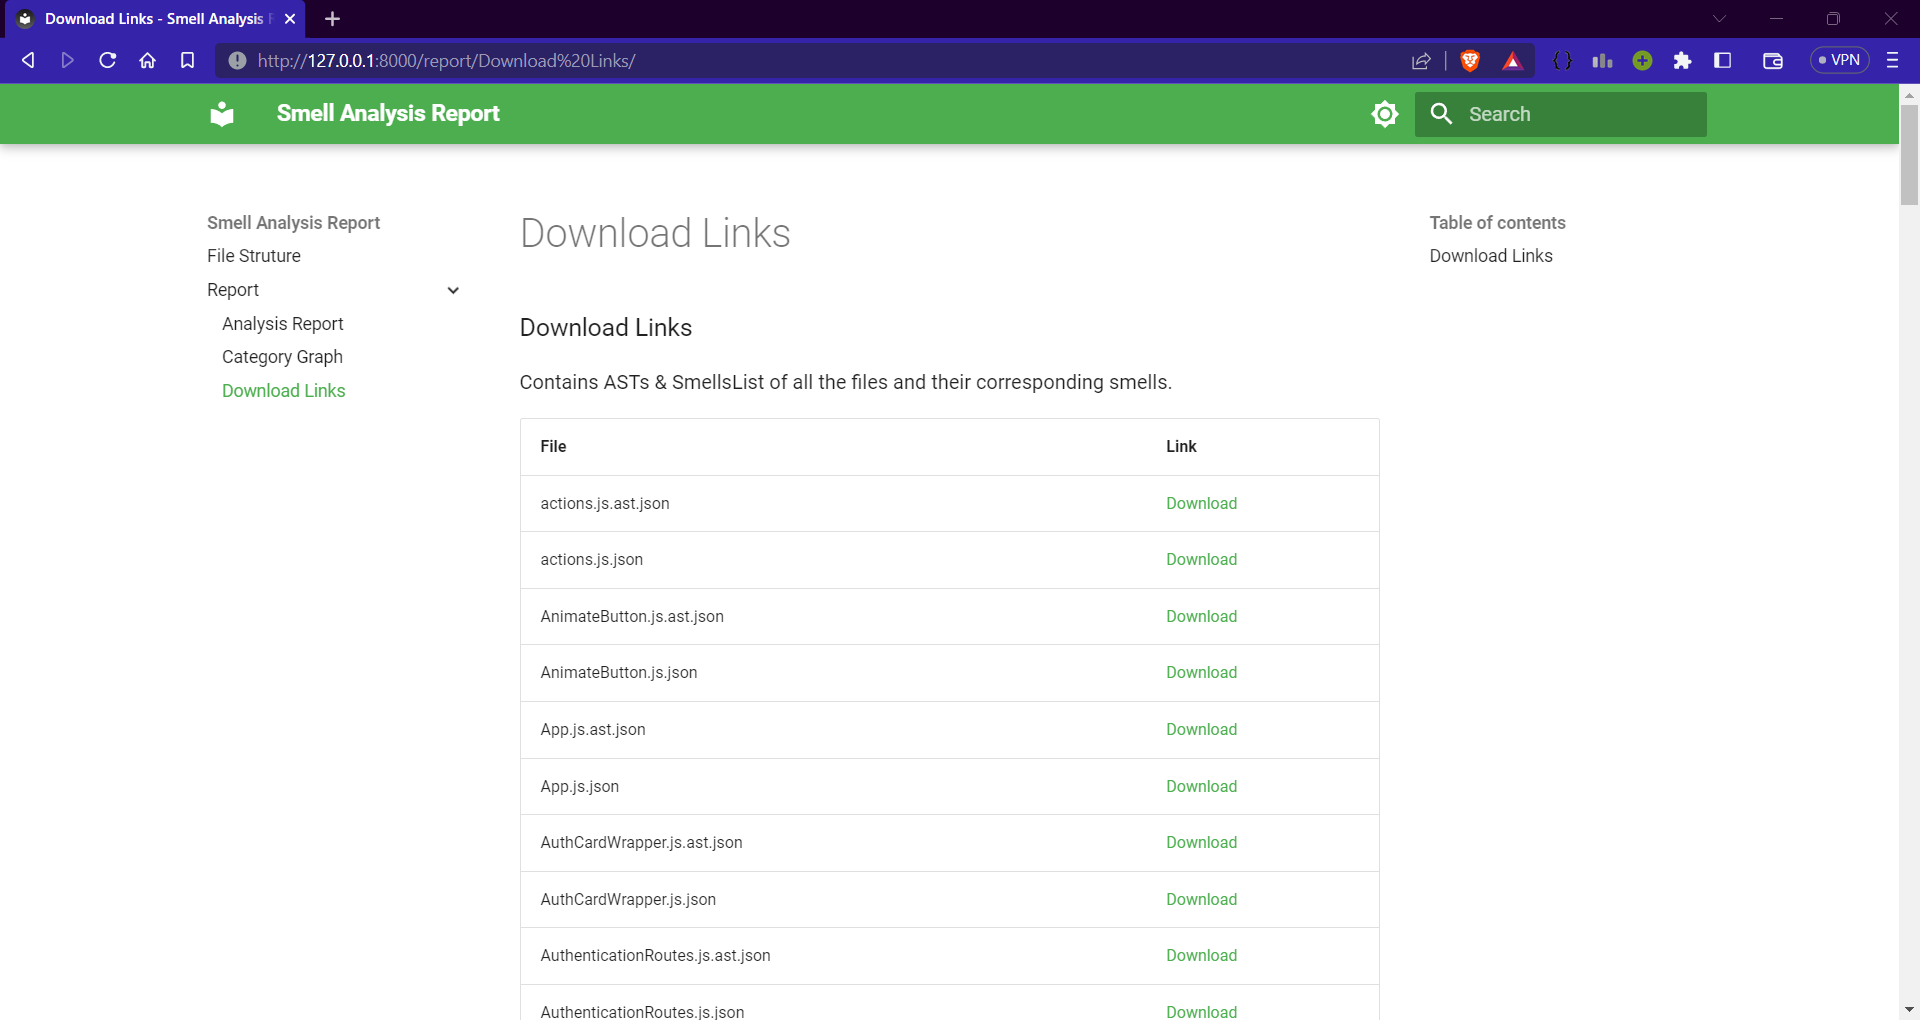 Download Links - Smell Analysis
http://127.0.0.1:8000/report/Download%20Links/
VPN
Smell Analysis Report
Search
Smell Analysis Report
File Struture
Report
Analysis Report
Category Graph
Download Links
Download Links
Download Links
Contains ASTs & SmellsList of all the files and their corresponding smells.
File Link
actions.js.ast.json Download
actions.js.json Download
AnimateButton.js.ast.json Download
AnimateButton.js.json Download
App.js.ast.json Download
App.js.json Download
AuthCardWrapper.js.ast.json Download
AuthCardWrapper.js.json Download
AuthenticationRoutes.js.ast.json Download
AuthenticationRoutes.js.json Download
Table of contents
Download Links